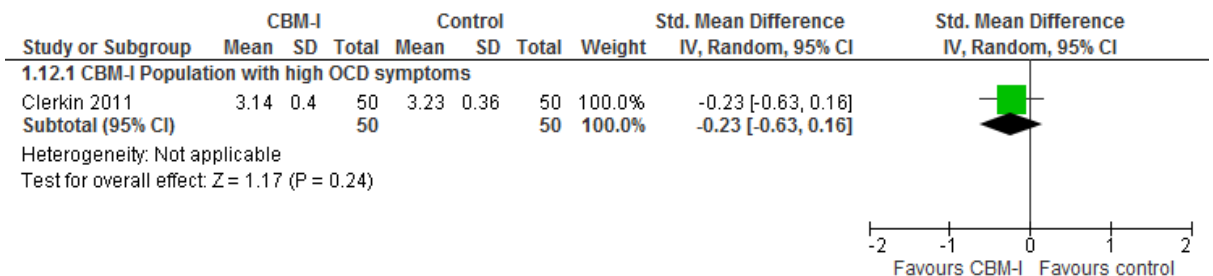 CBM-I Control Std. Mean Difference Std. Mean Difference
Study or Subgroup Mean SD Total Mean SD Total Weight IV, Random, 95% CI IV, Random, 95% CI
1.12.1 CBM-I Population with high OCD symptoms
Clerkin 2011 3.14 0.4 50 3.23 0.36 50 100.0% -0.23 [-0.63, 0.16]
Subtotal (95% CI) 50 50 100.0% -0.23 [-0.63, 0.16]
Heterogeneity: Not applicable
Test for overall effect: Z = 1.17 (P = 0.24)
-2 -1 0 1 2
Favours CBM-I Favours control